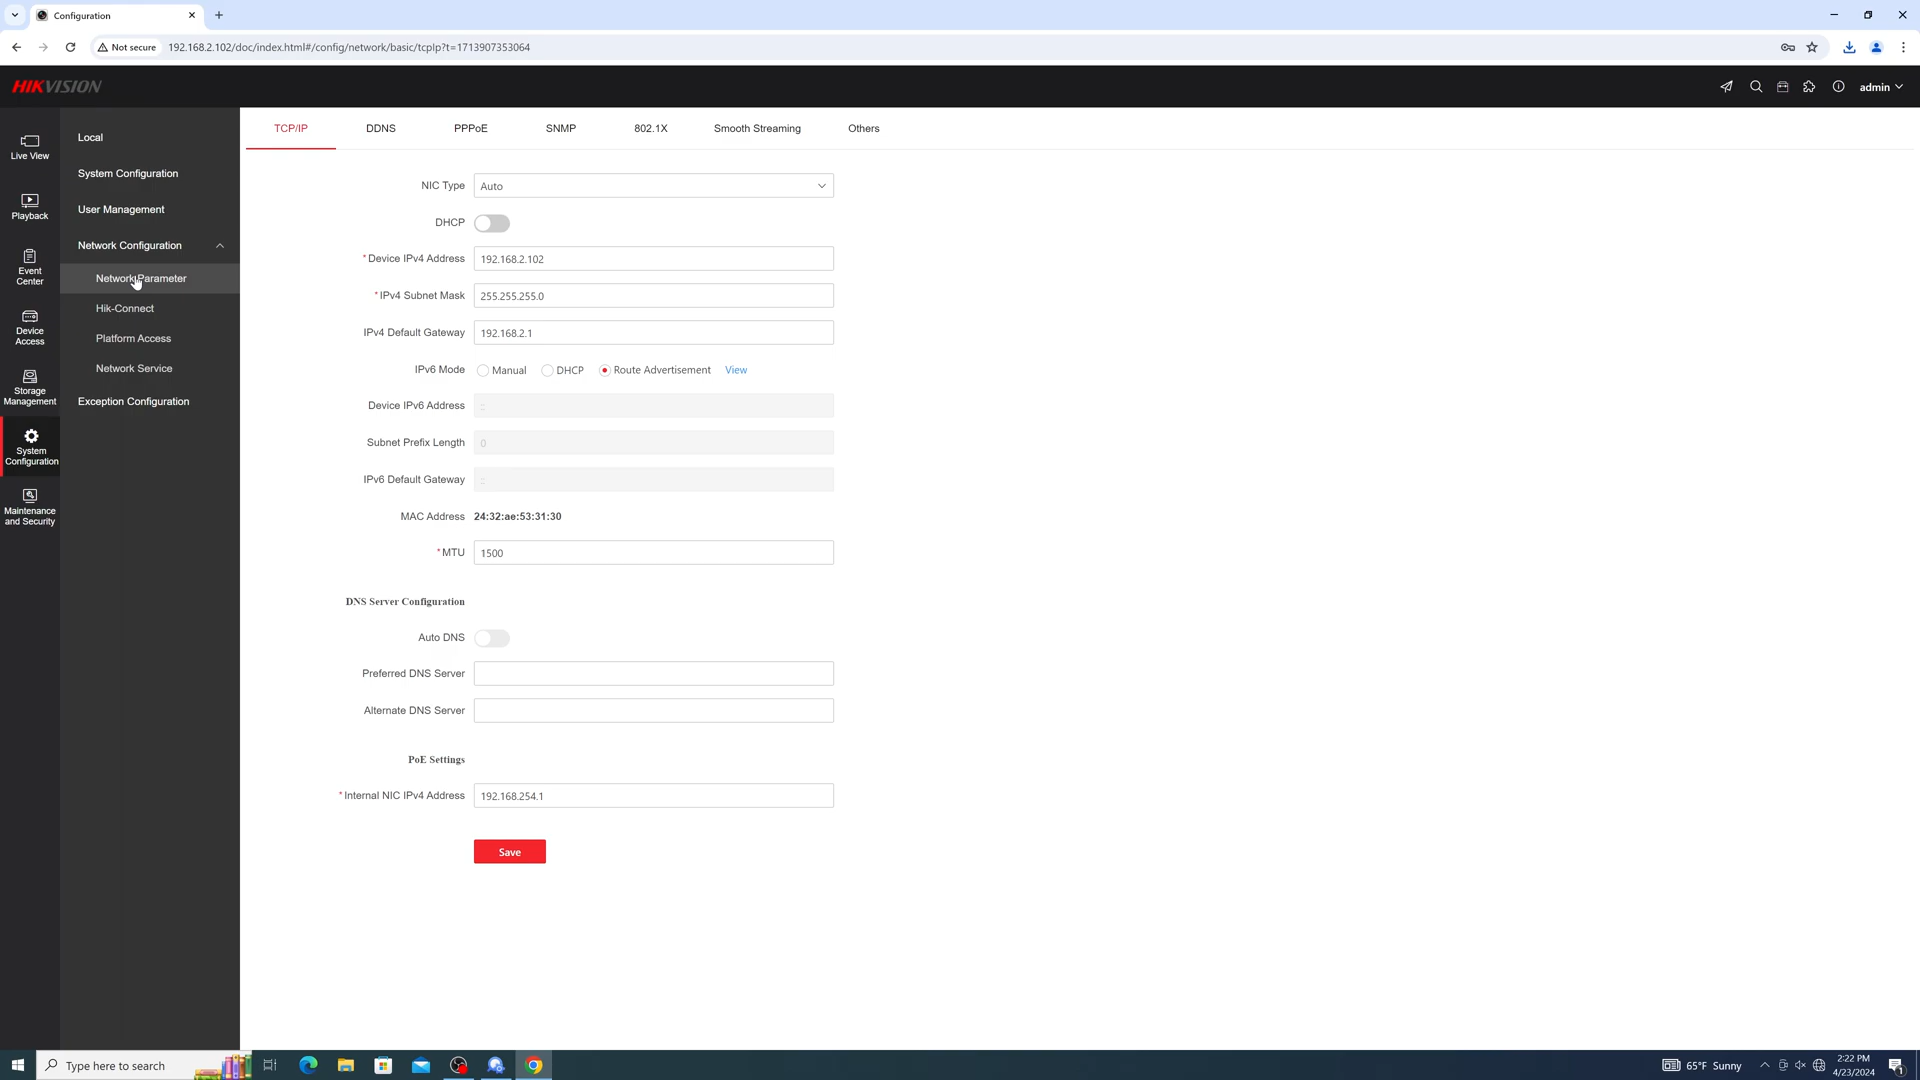 Configuration
Not secure
192.168.2.102/doc/index.html#/config/network/basic/tcpIp?t=1713907353064
HIKVISION
admin
Live View
Playback
Event
Center
Device
Access
Storage
Management
System
Configuration
Maintenance
and Security
Local
System Configuration
User Management
Network Configuration
Network Parameter
Hik-Connect
Platform Access
Network Service
Exception Configuration
TCP/IP DDNS PPPoE SNMP 802.1X Smooth Streaming Others
NIC Type Auto
DHCP
*Device IPv4 Address 192.168.2.102
*IPv4 Subnet Mask 255.255.255.0
IPv4 Default Gateway 192.168.2.1
IPv6 Mode Manual DHCP Route Advertisement View
Device IPv6 Address ::
Subnet Prefix Length 0
IPv6 Default Gateway ::
MAC Address 24:32:ae:53:31:30
*MTU 1500
DNS Server Configuration
Auto DNS
Preferred DNS Server
Alternate DNS Server
PoE Settings
*Internal NIC IPv4 Address 192.168.254.1
Save
Type here to search
65°F Sunny
2:22 PM
4/23/2024
1